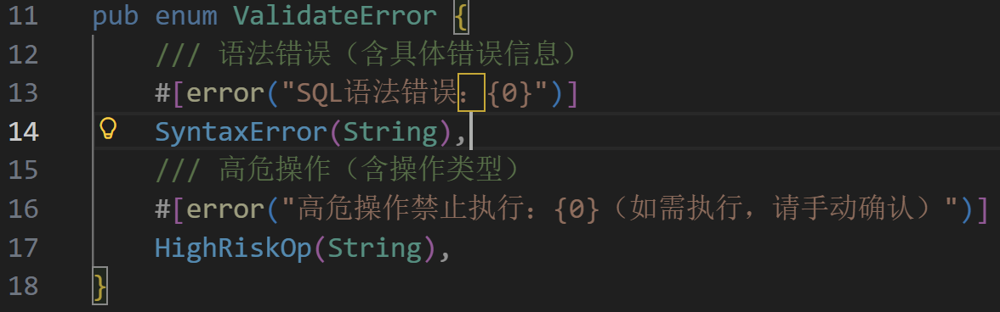 11 pub enum ValidateError {
12 /// 语法错误（含具体错误信息）
13 #[error("SQL语法错误：{0}")]
14 SyntaxError(String),
15 /// 高危操作（含操作类型）
16 #[error("高危操作禁止执行：{0}（如需执行，请手动确认）")]
17 HighRiskOp(String),
18 }